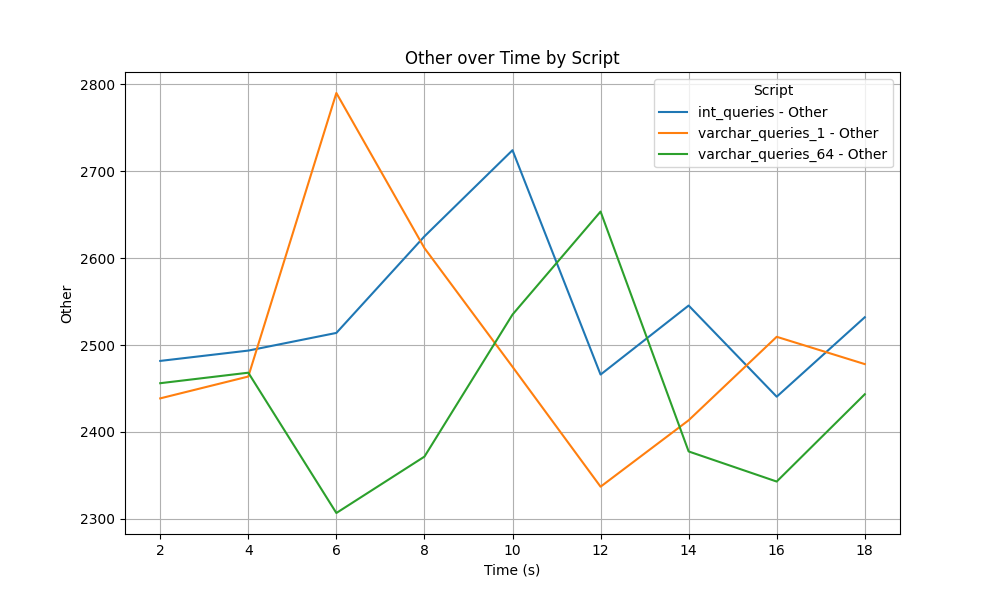 Other over Time by Script
Script
int_queries - Other
varchar_queries_1 - Other
varchar_queries_64 - Other
Other
2800
2700
2600
2500
2400
2300
2 4 6 8 10 12 14 16 18
Time (s)